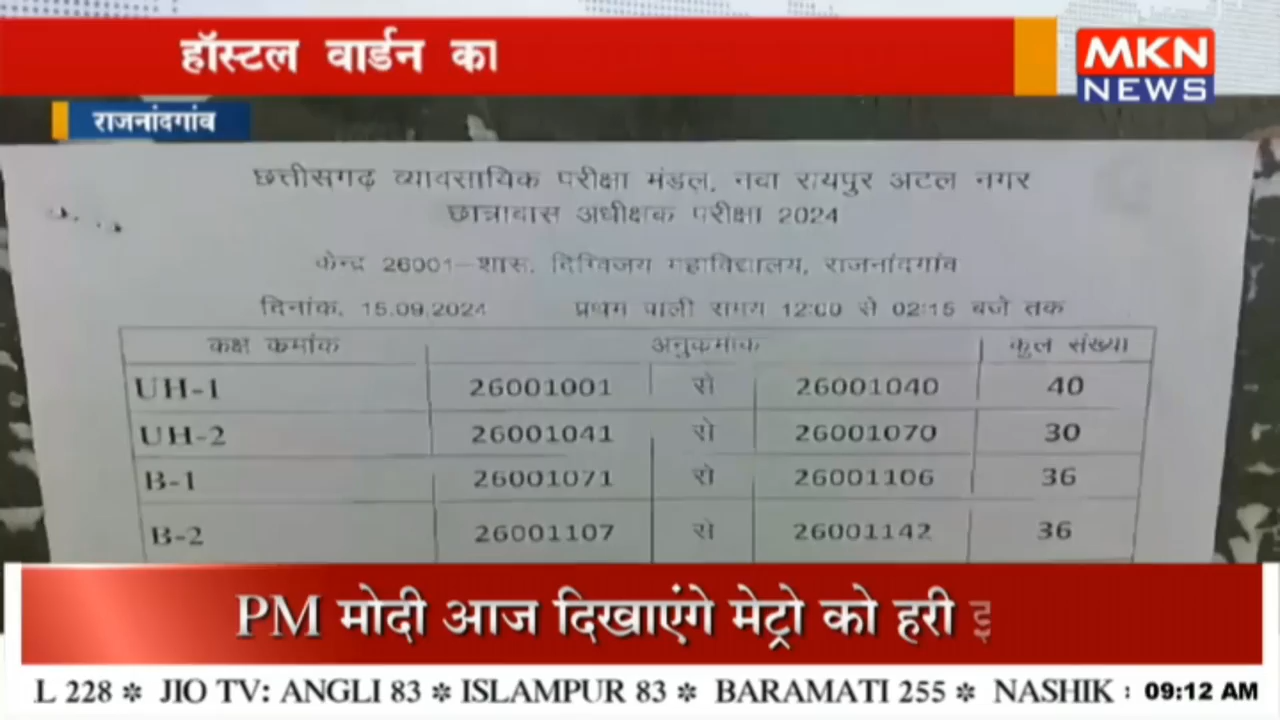 हॉस्टल वार्डन का
MKN
NEWS
राजनांदगांव
छत्तीसगढ़ व्यावसायिक परीक्षा मंडल, नवा रायपुर अटल नगर
छात्रावास अधीक्षक परीक्षा 2024
केन्द्र 26001-शास. दिग्विजय महाविद्यालय, राजनांदगांव
दिनांक. 15.09.2024 प्रथम पाली समय 12:00 से 02:15 बजे तक
कक्ष कमांक अनुकमांक कुल संख्या
UH-1 26001001 से 26001040 40
UH-2 26001041 से 26001070 30
B-1 26001071 से 26001106 36
B-2 26001107 से 26001142 36
PM मोदी आज दिखाएंगे मेट्रो को हरी
L 228 ✼ JIO TV: ANGLI 83 ✼ ISLAMPUR 83 ✼ BARAMATI 255 ✼ NASHIK : 09:12 AM